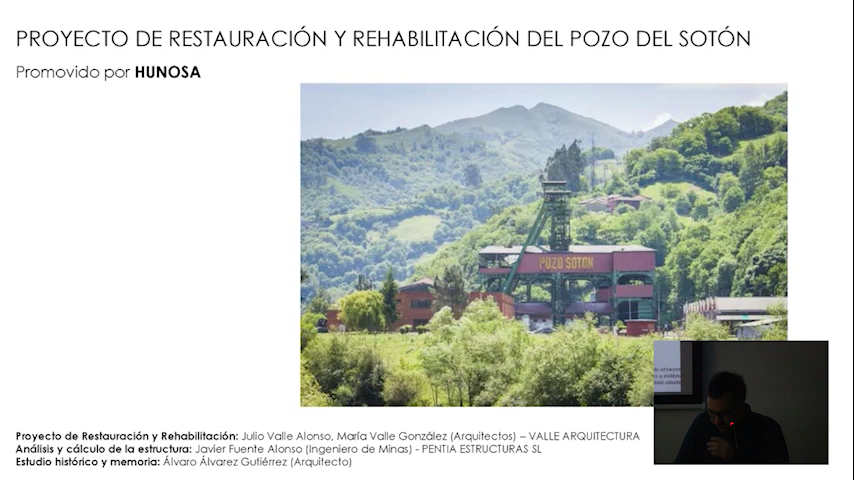 PROYECTO DE RESTAURACIÓN Y REHABILITACIÓN DEL POZO DEL SOTÓN
Promovido por HUNOSA
POZO SOTON
Proyecto de Restauración y Rehabilitación: Julio Valle Alonso, María Valle González (Arquitectos) – VALLE ARQUITECTURA
Análisis y cálculo de la estructura: Javier Fuente Alonso (Ingeniero de Minas) - PENTIA ESTRUCTURAS SL
Estudio histórico y memoria: Álvaro Álvarez Gutiérrez (Arquitecto)